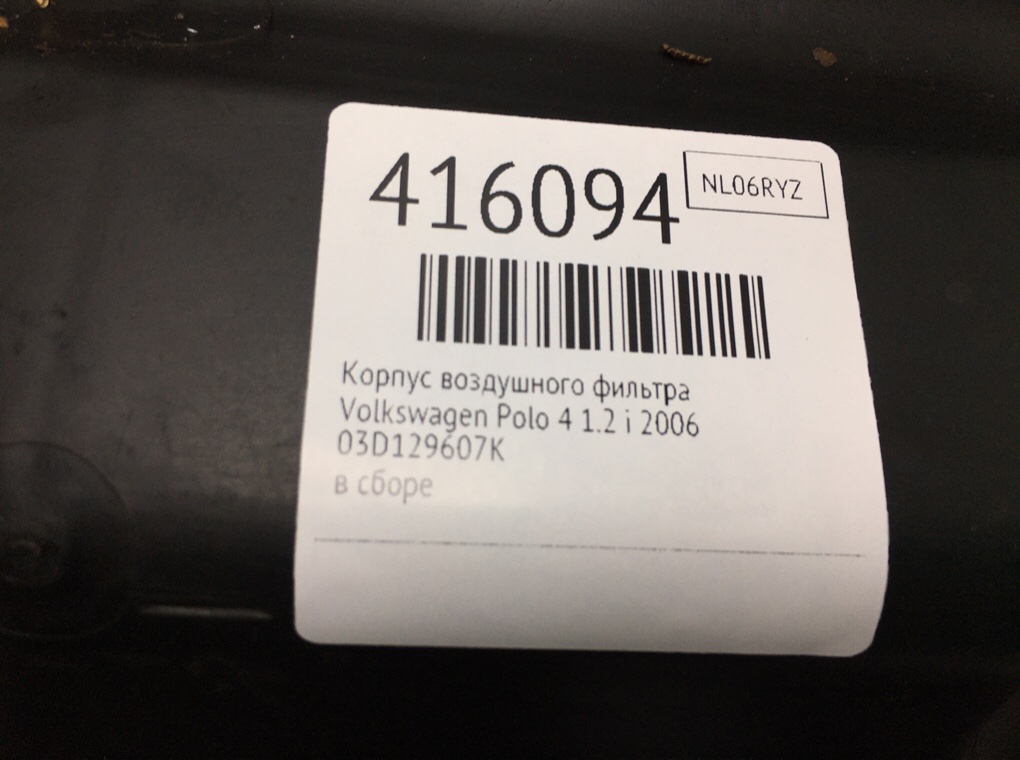 416094
NL06RYZ
Корпус воздушного фильтра
Volkswagen Polo 4 1.2 i 2006
03D129607K
в сборе